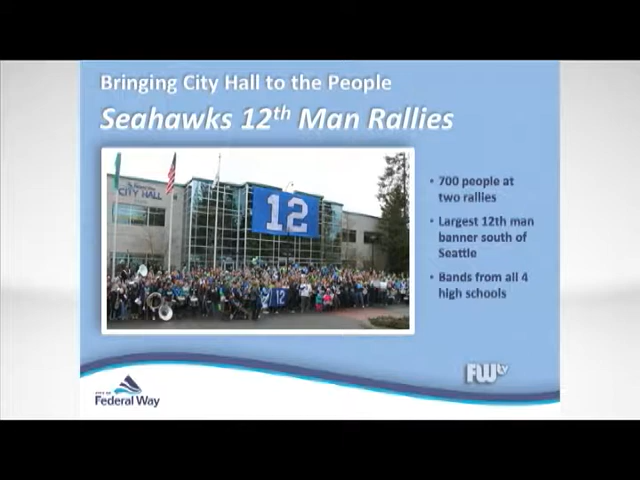 Bringing City Hall to the People
Seahawks 12th Man Rallies
CITY HALL
12
12
• 700 people at
two rallies
• Largest 12th man
banner south of
Seattle
• Bands from all 4
high schools
FWtv
CITY OF
Federal Way